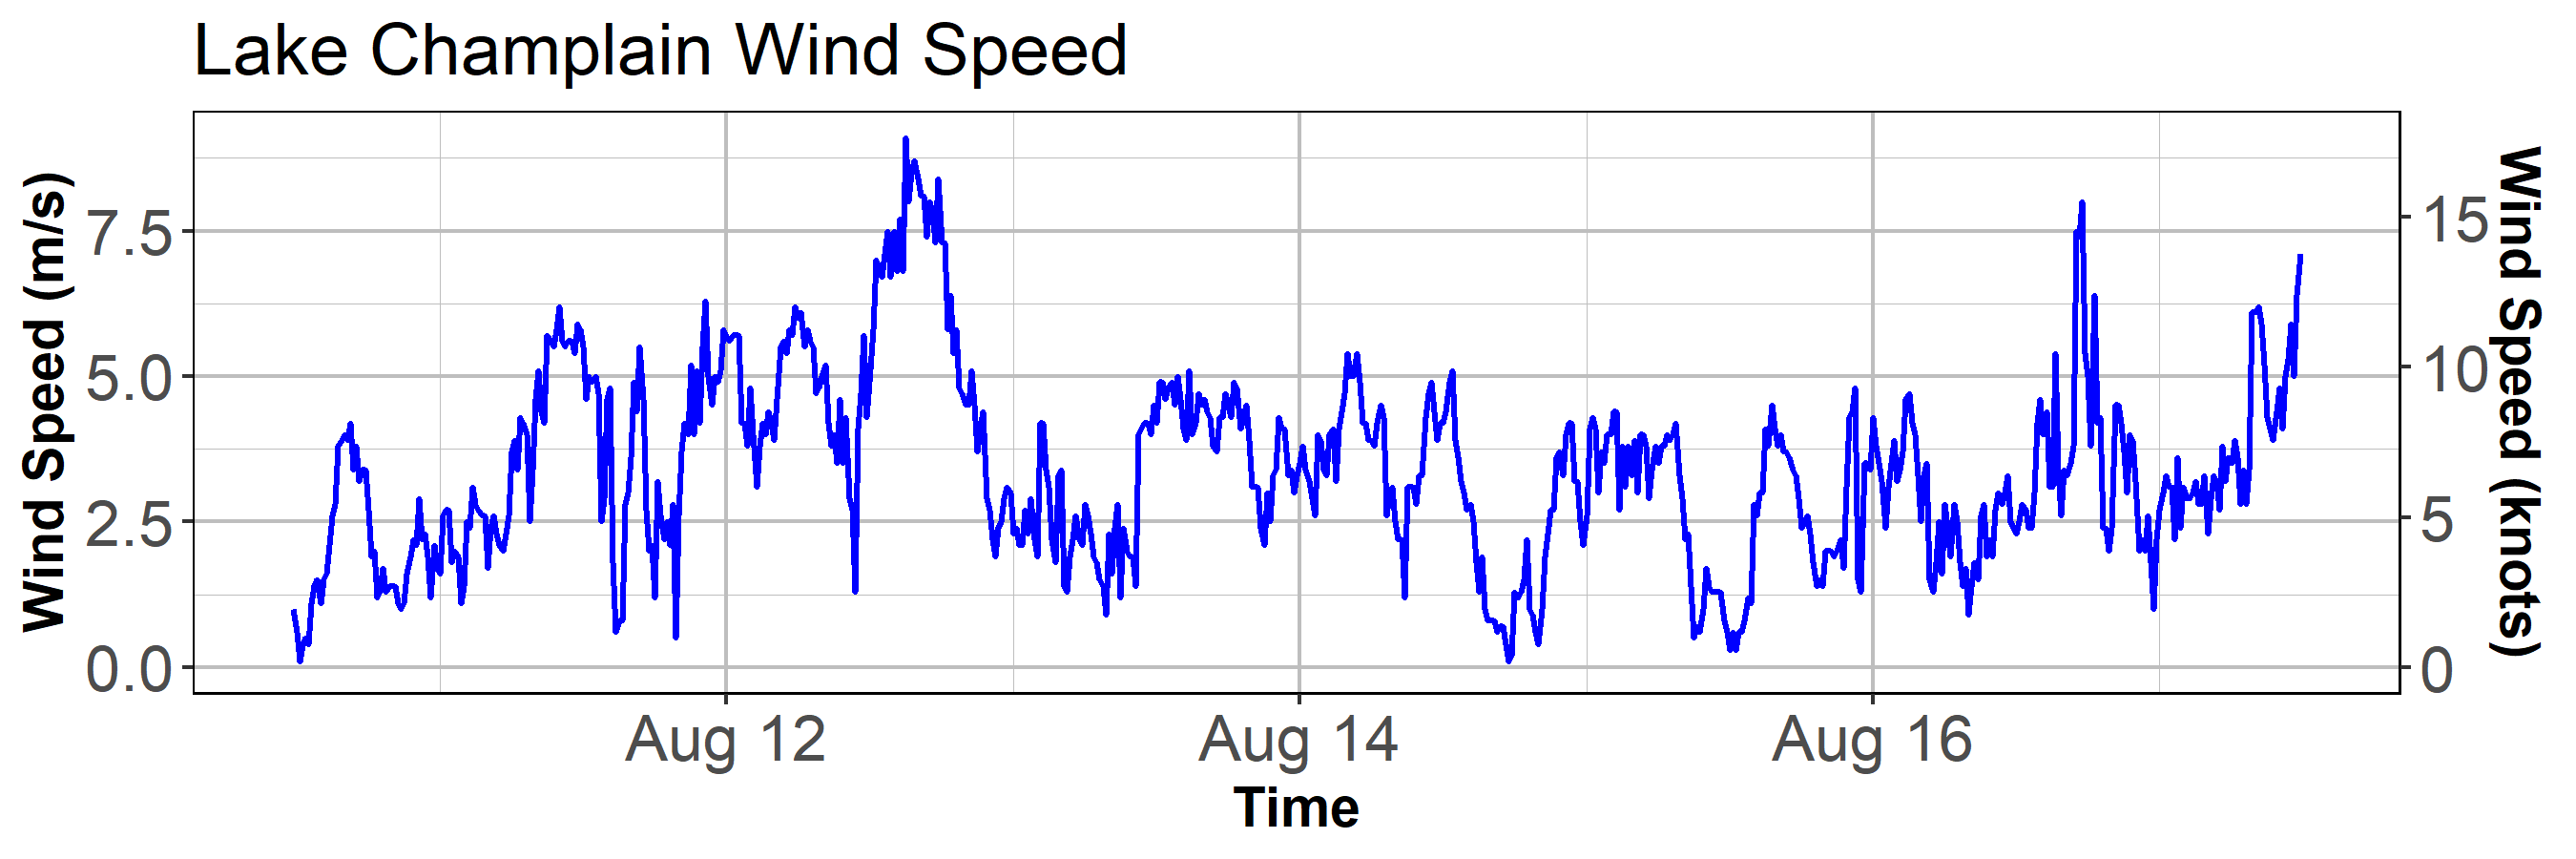 Lake Champlain Wind Speed
Wind Speed (m/s)
7.5
5.0
2.5
0.0
15
10
5
0
Wind Speed (knots)
Aug 12
Aug 14
Aug 16
Time